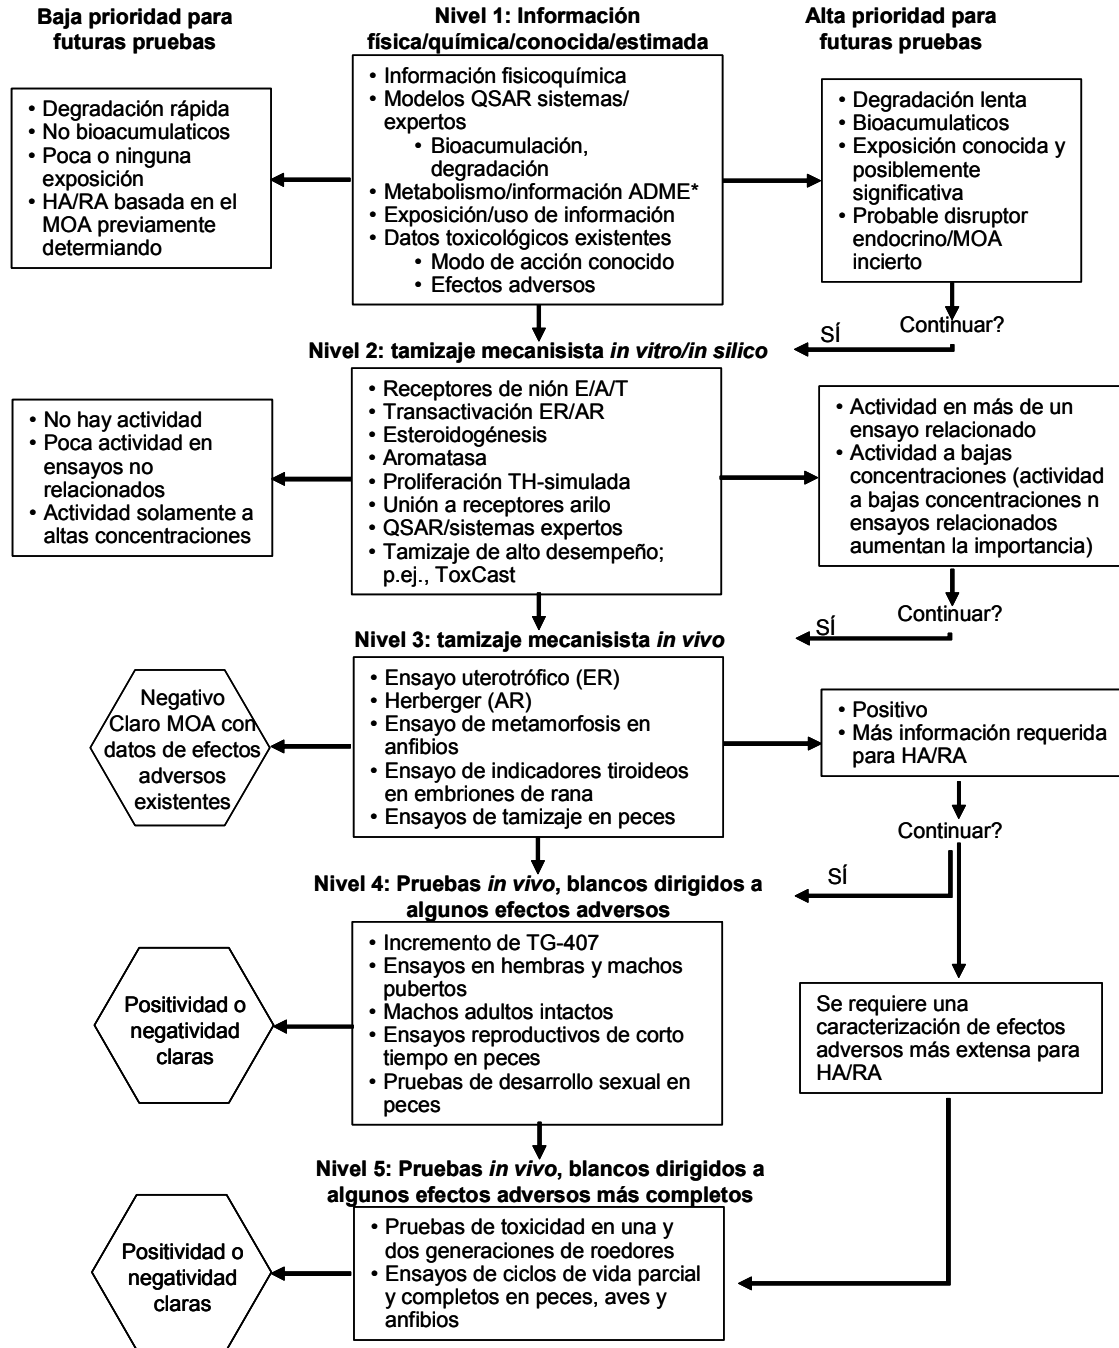 Baja prioridad para
futuras pruebas
Nivel 1: Información
física/química/conocida/estimada
Alta prioridad para
futuras pruebas
• Degradación rápida
• No bioacumulaticos
• Poca o ninguna
exposición
• HA/RA basada en el
MOA previamente
determiando
• Información fisicoquímica
• Modelos QSAR sistemas/
expertos
• Bioacumulación,
degradación
• Metabolismo/información ADME*
• Exposición/uso de información
• Datos toxicológicos existentes
• Modo de acción conocido
• Efectos adversos
• Degradación lenta
• Bioacumulaticos
• Exposición conocida y
posiblemente
significativa
• Probable disruptor
endocrino/MOA
incierto
Continuar?
SÍ
Nivel 2: tamizaje mecanisista in vitro/in silico
• No hay actividad
• Poca actividad en
ensayos no
relacionados
• Actividad solamente a
altas concentraciones
• Receptores de nión E/A/T
• Transactivación ER/AR
• Esteroidogénesis
• Aromatasa
• Proliferación TH-simulada
• Unión a receptores arilo
• QSAR/sistemas expertos
• Tamizaje de alto desempeño;
p.ej., ToxCast
• Actividad en más de un
ensayo relacionado
• Actividad a bajas
concentraciones (actividad
a bajas concentraciones n
ensayos relacionados
aumentan la importancia)
Continuar?
SÍ
Nivel 3: tamizaje mecanisista in vivo
Negativo
Claro MOA con
datos de efectos
adversos
existentes
• Ensayo uterotrófico (ER)
• Herberger (AR)
• Ensayo de metamorfosis en
anfibios
• Ensayo de indicadores tiroideos
en embriones de rana
• Ensayos de tamizaje en peces
• Positivo
• Más información requerida
para HA/RA
Continuar?
SÍ
Nivel 4: Pruebas in vivo, blancos dirigidos a
algunos efectos adversos
Positividad o
negatividad
claras
• Incremento de TG-407
• Ensayos en hembras y machos
pubertos
• Machos adultos intactos
• Ensayos reproductivos de corto
tiempo en peces
• Pruebas de desarrollo sexual en
peces
Se requiere una
caracterización de efectos
adversos más extensa para
HA/RA
Nivel 5: Pruebas in vivo, blancos dirigidos a
algunos efectos adversos más completos
Positividad o
negatividad
claras
• Pruebas de toxicidad en una y
dos generaciones de roedores
• Ensayos de ciclos de vida parcial
y completos en peces, aves y
anfibios